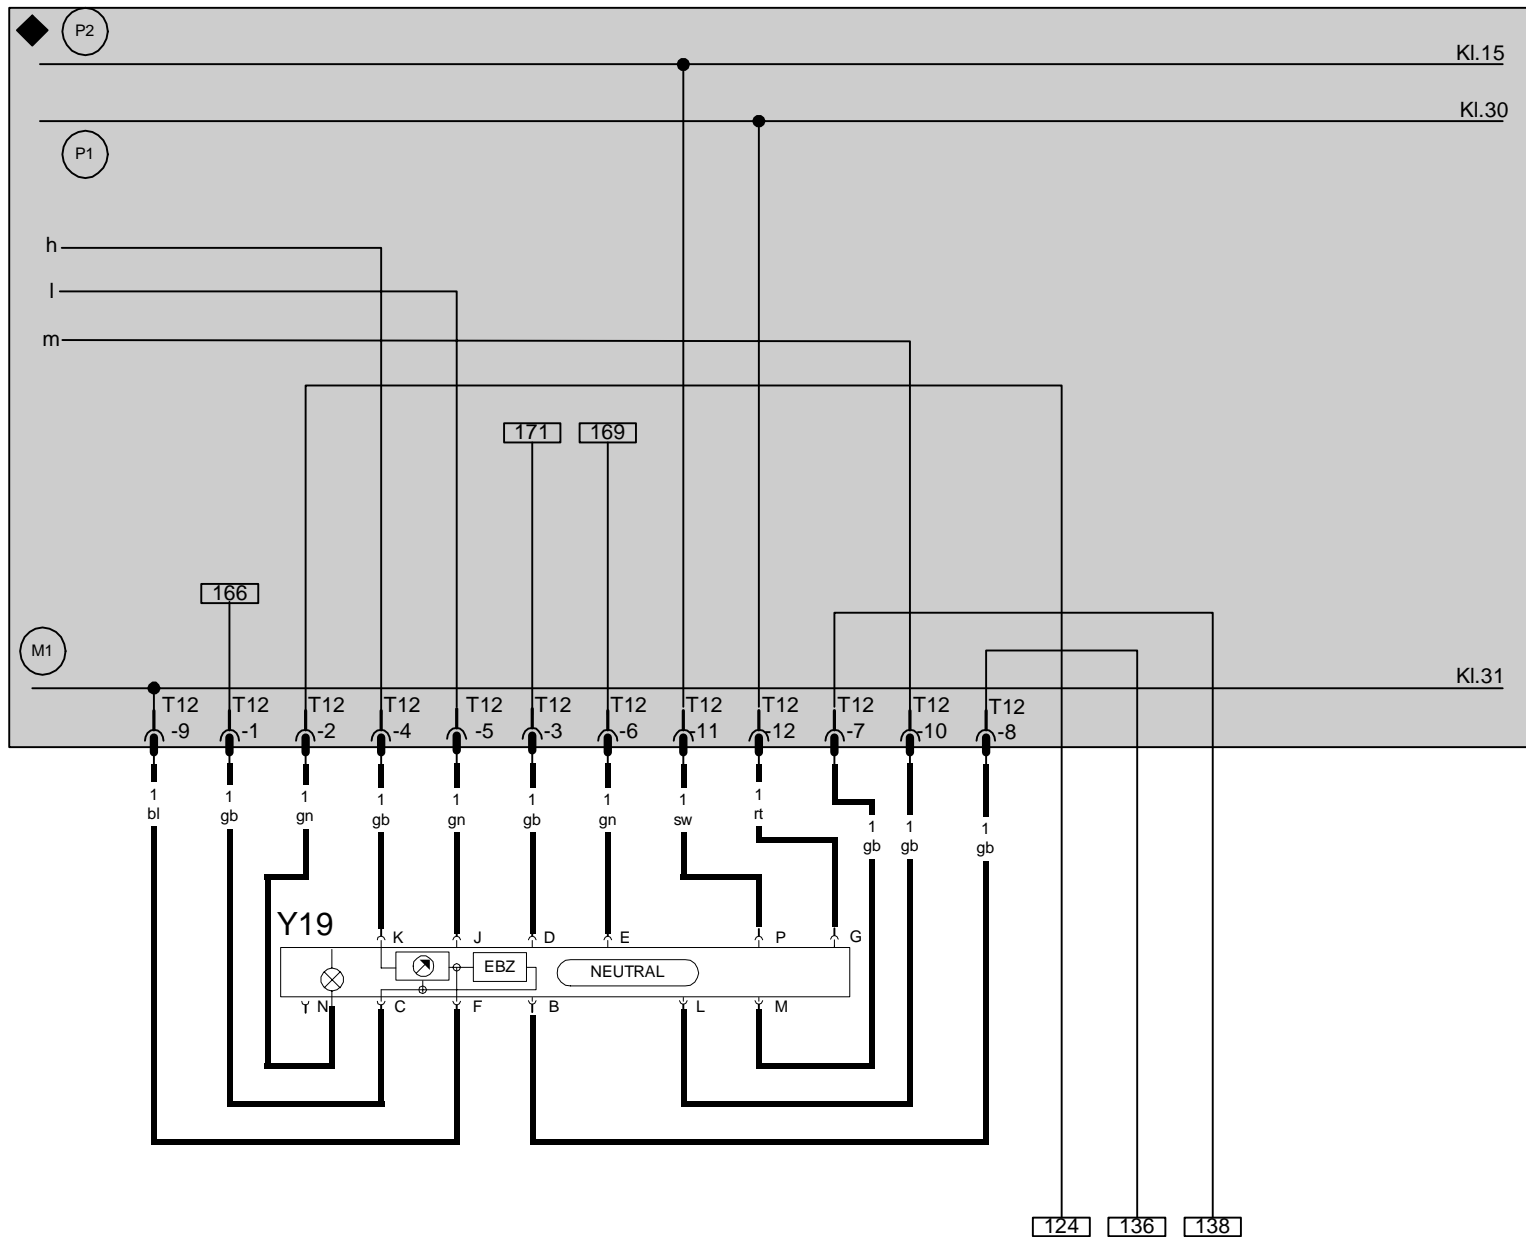 P2
Kl.15
Kl.30
P1
h
l
m
171 169
166
M1
Kl.31
T12 T12 T12 T12 T12 T12 T12 T12 T12 T12 T12 T12
-9 -1 -2 -4 -5 -3 -6 -11 -12 -7 -10 -8
1 1 1 1 1 1 1 1 1 1 1 1
bl gb gn gb gn gb gn sw rt gb gb gb
Y19
K J D E P G
EBZ NEUTRAL
N C F B L M
124 136 138